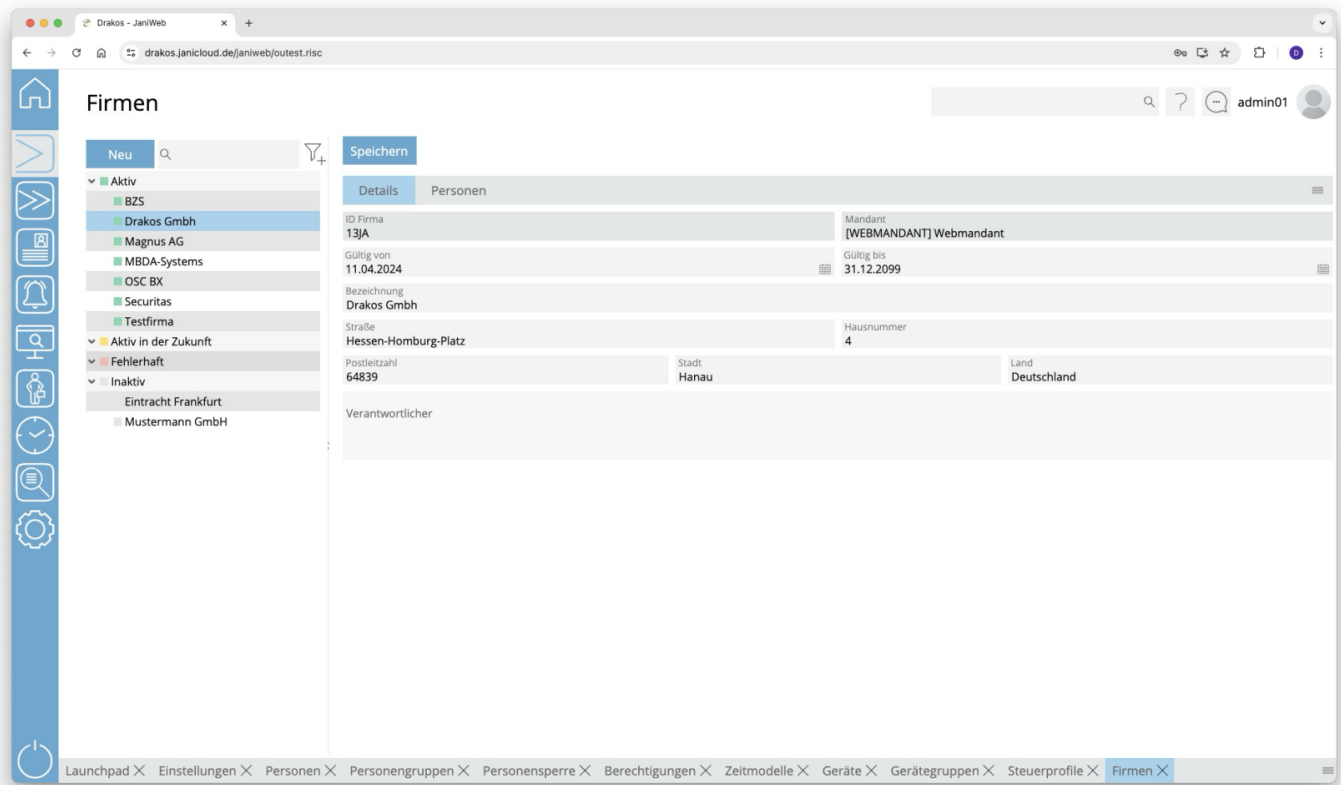 Drakos - JaniWeb
drakos.janicloud.de/janiweb/outest.risc
D
Firmen
admin01
Neu
Aktiv
BZS
Drakos Gmbh
Magnus AG
MBDA-Systems
OSC BX
Securitas
Testfirma
Aktiv in der Zukunft
Fehlerhaft
Inaktiv
Eintracht Frankfurt
Mustermann GmbH
Speichern
Details Personen
ID Firma Mandant
13JA [WEBMANDANT] Webmandant
Gültig von Gültig bis
11.04.2024 31.12.2099
Bezeichnung
Drakos Gmbh
Straße Hausnummer
Hessen-Homburg-Platz 4
Postleitzahl Stadt Land
64839 Hanau Deutschland
Verantwortlicher
Launchpad Einstellungen Personen Personengruppen Personensperre Berechtigungen Zeitmodelle Geräte Gerätegruppen Steuerprofile Firmen